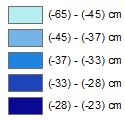 (-65) - (-45) cm
(-45) - (-37) cm
(-37) - (-33) cm
(-33) - (-28) cm
(-28) - (-23) cm